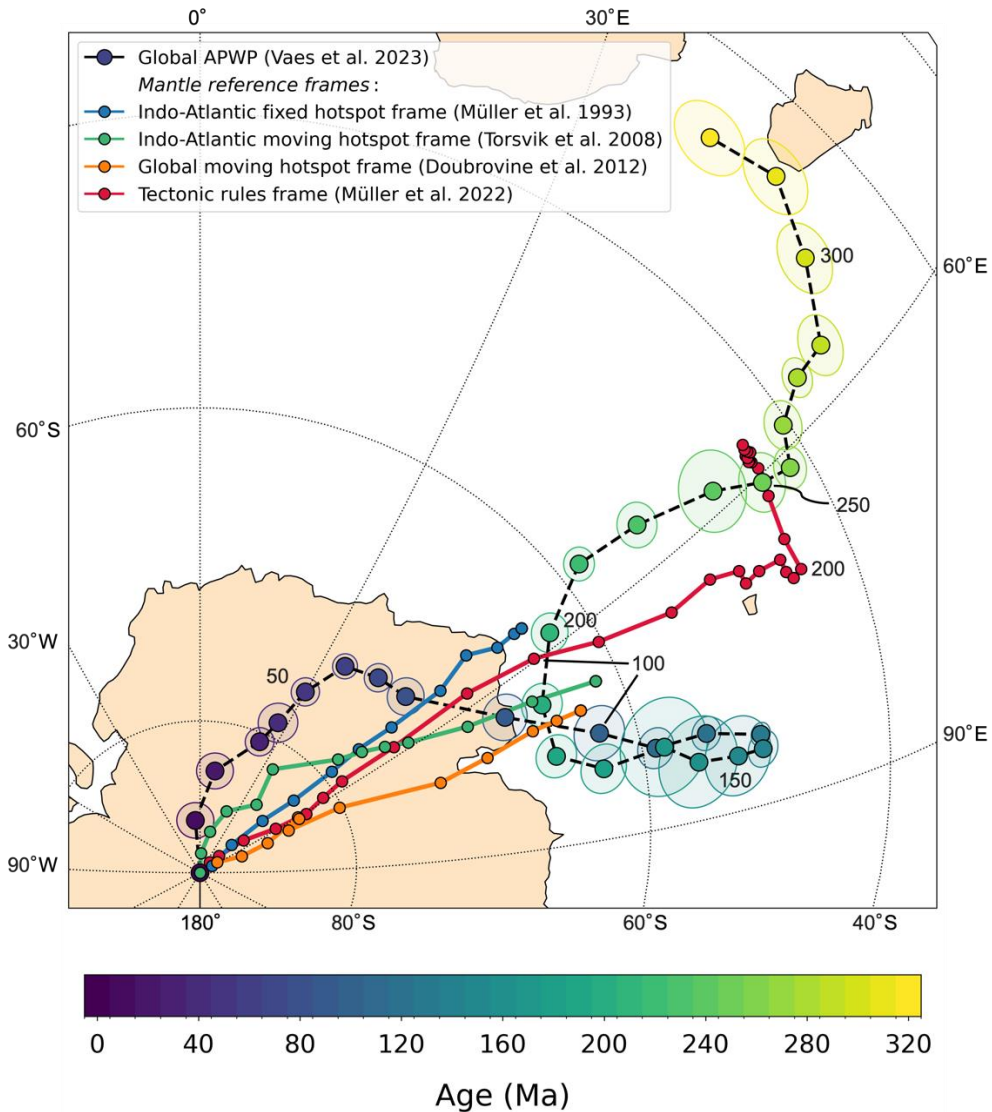 0˚ 30˚E
Global APWP (Vaes et al. 2023)
Mantle reference frames:
Indo-Atlantic fixed hotspot frame (Müller et al. 1993)
Indo-Atlantic moving hotspot frame (Torsvik et al. 2008)
Global moving hotspot frame (Doubrovine et al. 2012)
Tectonic rules frame (Müller et al. 2022)
300
60˚E
60˚S
250
200
200
30˚W
100
50
90˚E
150
90˚W
180 80˚S 60˚S 40˚S
0 40 80 120 160 200 240 280 320
Age (Ma)